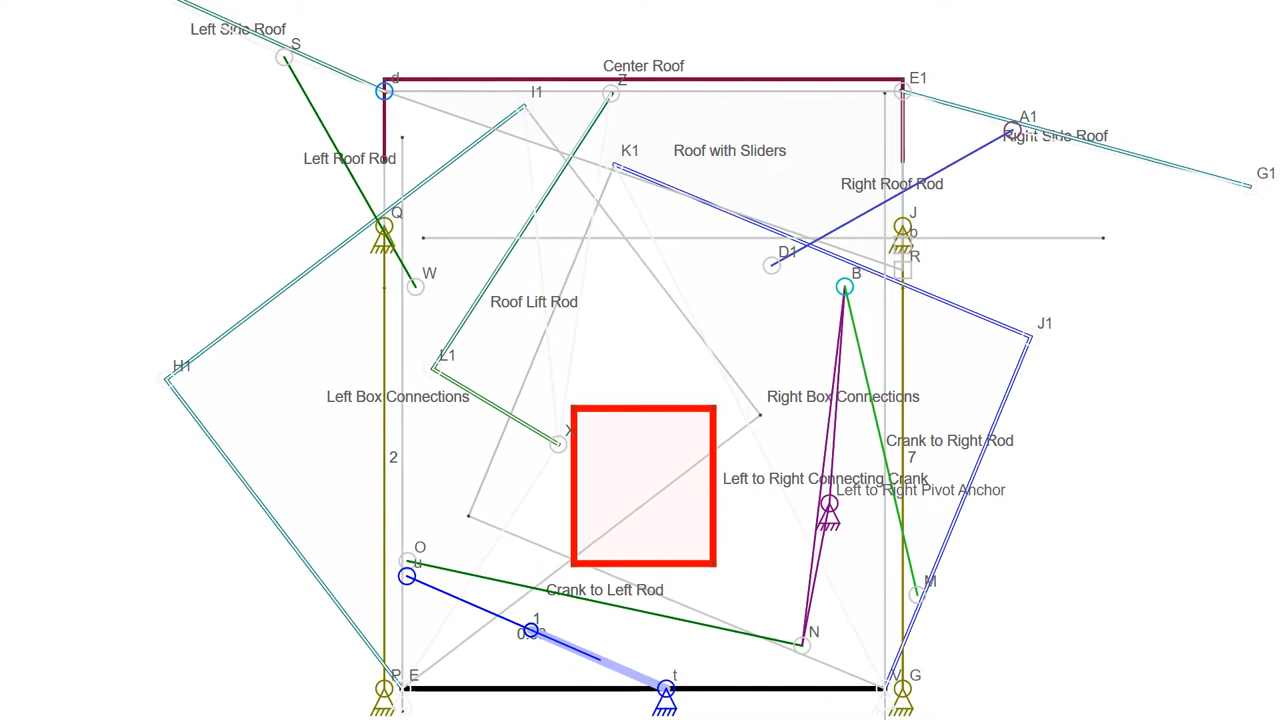 Left Side Roof
S
Center Roof
d
Z
E1
I1
A1
Right Side Roof
K1
Roof with Sliders
Left Roof Rod
G1
Right Roof Rod
Q
J
b
D1
R
W
B
Roof Lift Rod
J1
L1
H1
Left Box Connections
Right Box Connections
X
Crank to Right Rod
2
7
Left to Right Connecting Crank
Left to Right Pivot Anchor
O
u
M
Crank to Left Rod
1
N
P
E
t
V
G